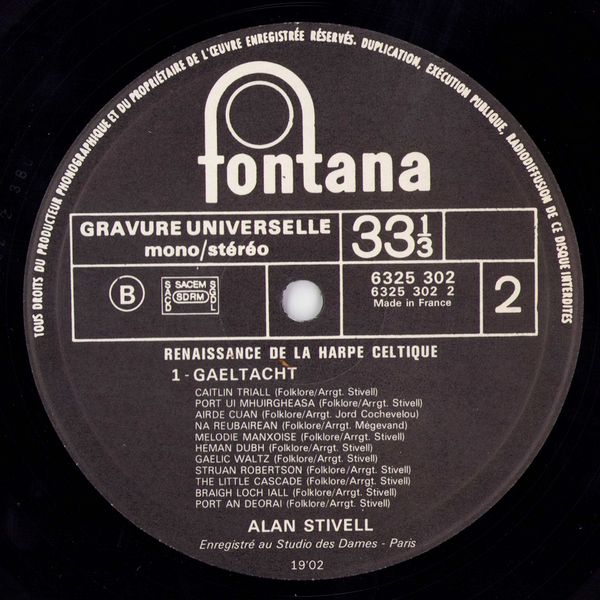 TOUS DROITS DU PRODUCTEUR PHONOGRAPHIQUE ET DU PROPRIÉTAIRE DE L'ŒUVRE ENREGISTRÉE RÉSERVÉS. DUPLICATION, EXÉCUTION PUBLIQUE, RADIODIFFUSION DE CE DISQUE INTERDITES
fontana
GRAVURE UNIVERSELLE
mono/stéréo
33 1/3
B
SACEM
SACD SDRM SGDL
6325 302
6325 302 2
Made in France
2
RENAISSANCE DE LA HARPE CELTIQUE
1 - GAELTACHT
CAITLIN TRIALL (Folklore/Arrgt. Stivell)
PORT UI MHUIRGHEASA (Folklore/Arrgt. Stivell)
AIRDE CUAN (Folklore/Arrgt. Jord Cochevelou)
NA REUBAIREAN (Folklore/Arrgt. Mégevand)
MELODIE MANXOISE (Folklore/Arrgt. Stivell)
HEMAN DUBH (Folklore/Arrgt. Stivell)
GAELIC WALTZ (Folklore/Arrgt. Stivell)
STRUAN ROBERTSON (Folklore/Arrgt. Stivell)
THE LITTLE CASCADE (Folklore/Arrgt. Stivell)
BRAIGH LOCH IALL (Folklore/Arrgt. Stivell)
PORT AN DEORAI (Folklore/Arrgt. Stivell)
ALAN STIVELL
Enregistré au Studio des Dames - Paris
19'02